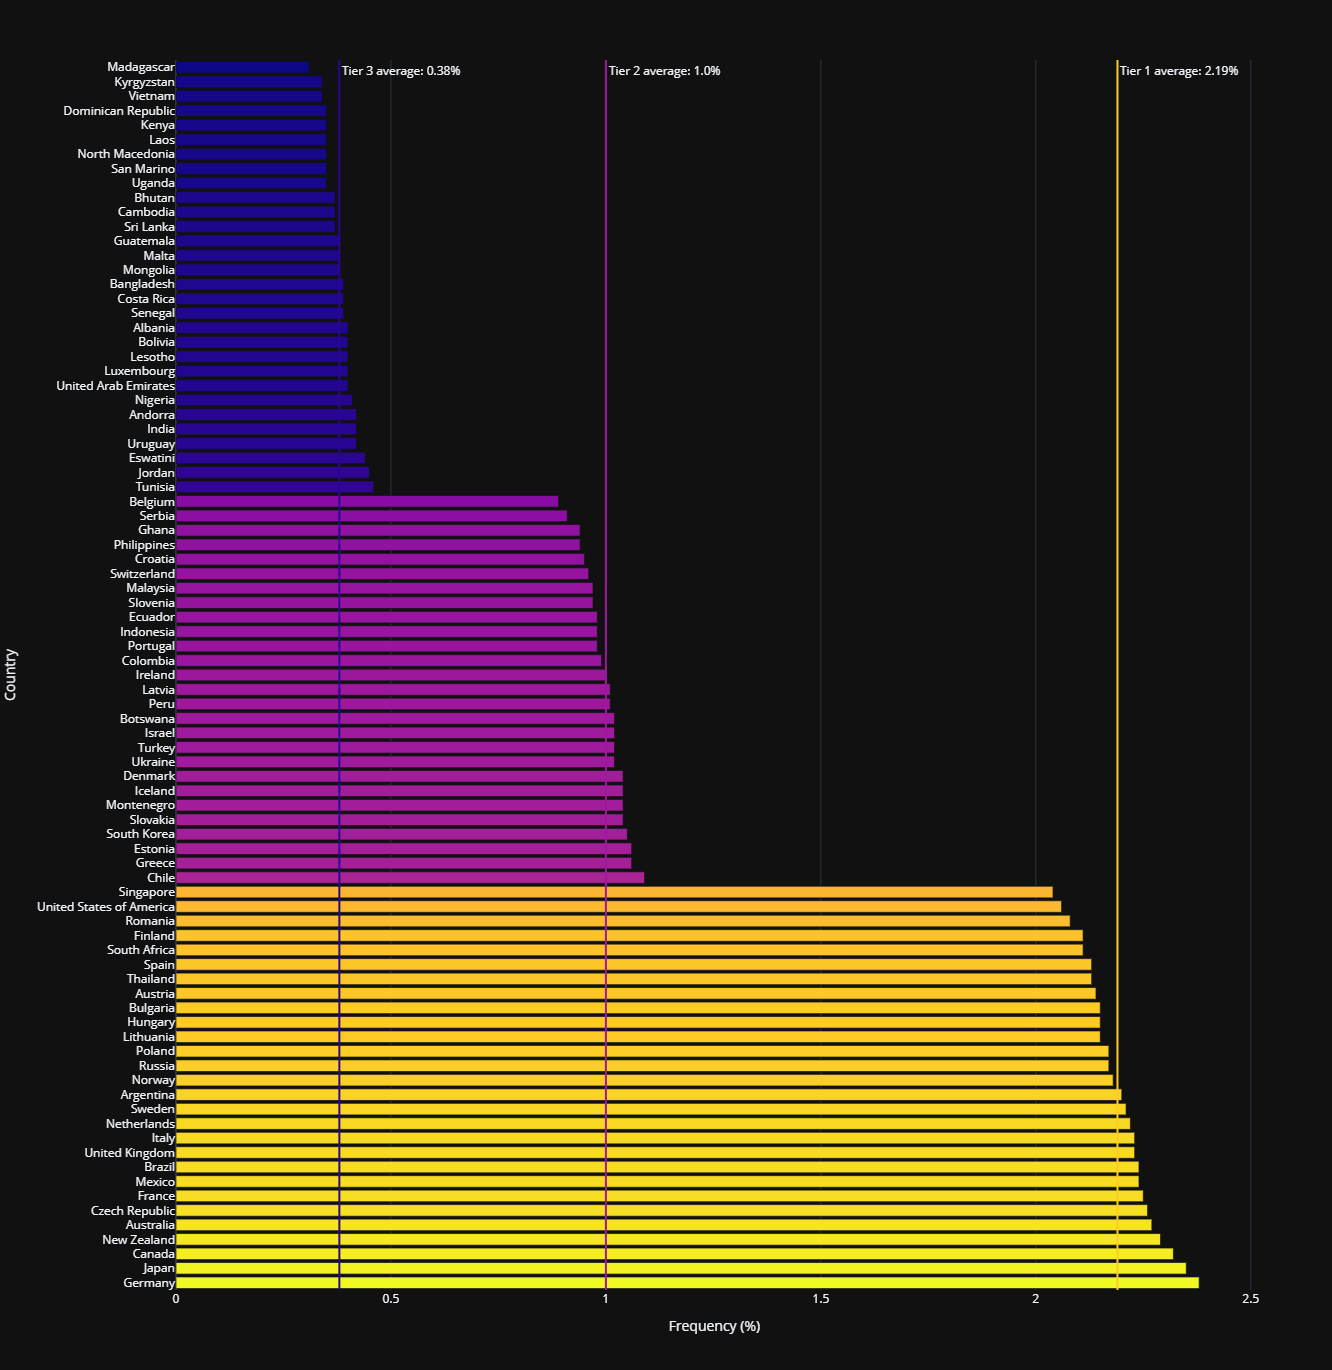 Tier 3 average: 0.38%
Tier 2 average: 1.0%
Tier 1 average: 2.19%
Madagascar
Kyrgyzstan
Vietnam
Dominican Republic
Kenya
Laos
North Macedonia
San Marino
Uganda
Bhutan
Cambodia
Sri Lanka
Guatemala
Malta
Mongolia
Bangladesh
Costa Rica
Senegal
Albania
Bolivia
Lesotho
Luxembourg
United Arab Emirates
Nigeria
Andorra
India
Uruguay
Eswatini
Jordan
Tunisia
Belgium
Serbia
Ghana
Philippines
Croatia
Switzerland
Malaysia
Slovenia
Ecuador
Indonesia
Portugal
Colombia
Ireland
Latvia
Peru
Botswana
Israel
Turkey
Ukraine
Denmark
Iceland
Montenegro
Slovakia
South Korea
Estonia
Greece
Chile
Singapore
United States of America
Romania
Finland
South Africa
Spain
Thailand
Austria
Bulgaria
Hungary
Lithuania
Poland
Russia
Norway
Argentina
Sweden
Netherlands
Italy
United Kingdom
Brazil
Mexico
France
Czech Republic
Australia
New Zealand
Canada
Japan
Germany
Country
0 0.5 1 1.5 2 2.5
Frequency (%)